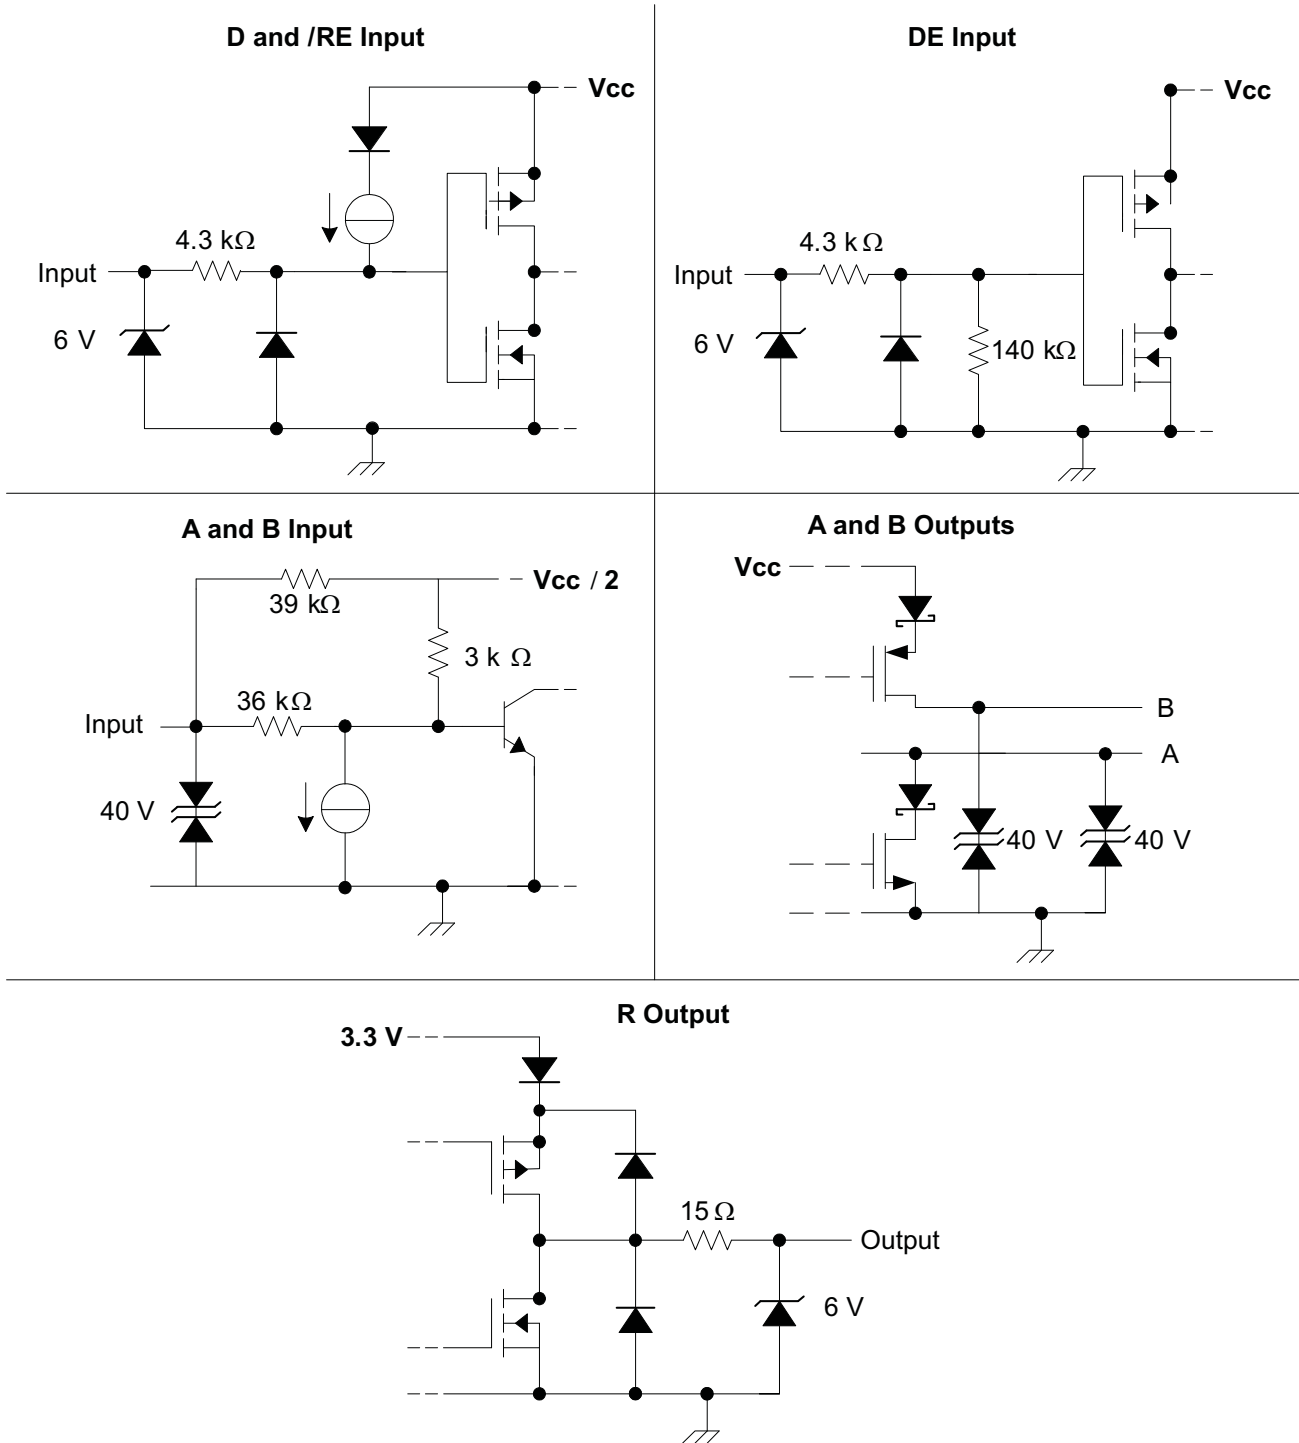 D and /RE Input
Vcc
4.3 kΩ
Input
6 V
DE Input
Vcc
4.3 k Ω
Input
6 V
140 kΩ
A and B Input
Vcc / 2
39 kΩ
3 k Ω
36 kΩ
Input
40 V
A and B Outputs
Vcc
B
A
40 V
40 V
R Output
3.3 V
15 Ω
Output
6 V